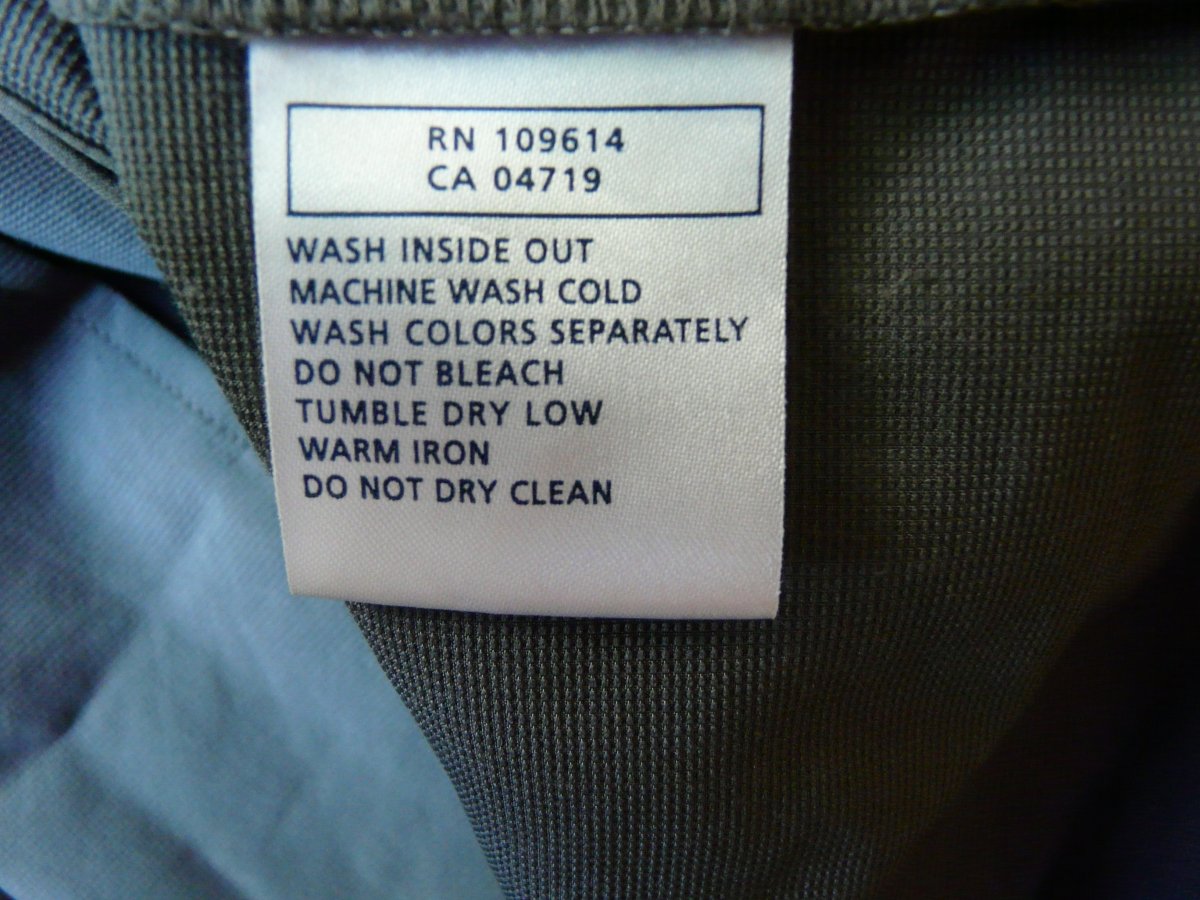 RN 109614
CA 04719
WASH INSIDE OUT
MACHINE WASH COLD
WASH COLORS SEPARATELY
DO NOT BLEACH
TUMBLE DRY LOW
WARM IRON
DO NOT DRY CLEAN